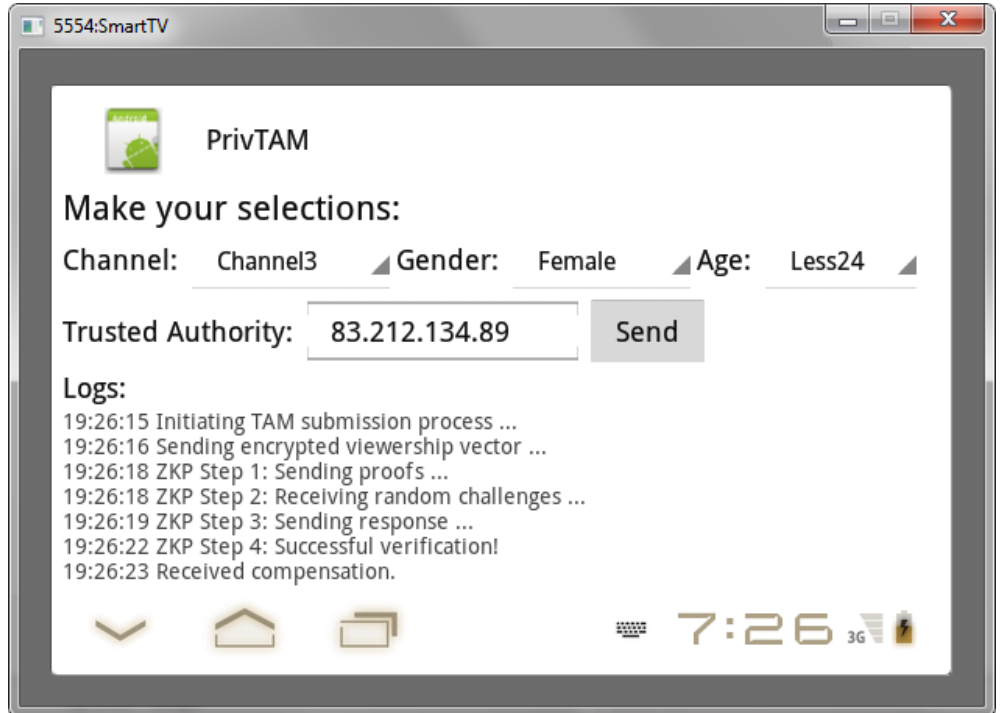 5554:SmartTV
Android
PrivTAM
Make your selections:
Channel: Channel3 Gender: Female Age: Less24
Trusted Authority: 83.212.134.89 Send
Logs:
19:26:15 Initiating TAM submission process ...
19:26:16 Sending encrypted viewership vector ...
19:26:18 ZKP Step 1: Sending proofs ...
19:26:18 ZKP Step 2: Receiving random challenges ...
19:26:19 ZKP Step 3: Sending response ...
19:26:22 ZKP Step 4: Successful verification!
19:26:23 Received compensation.
7:26 3G